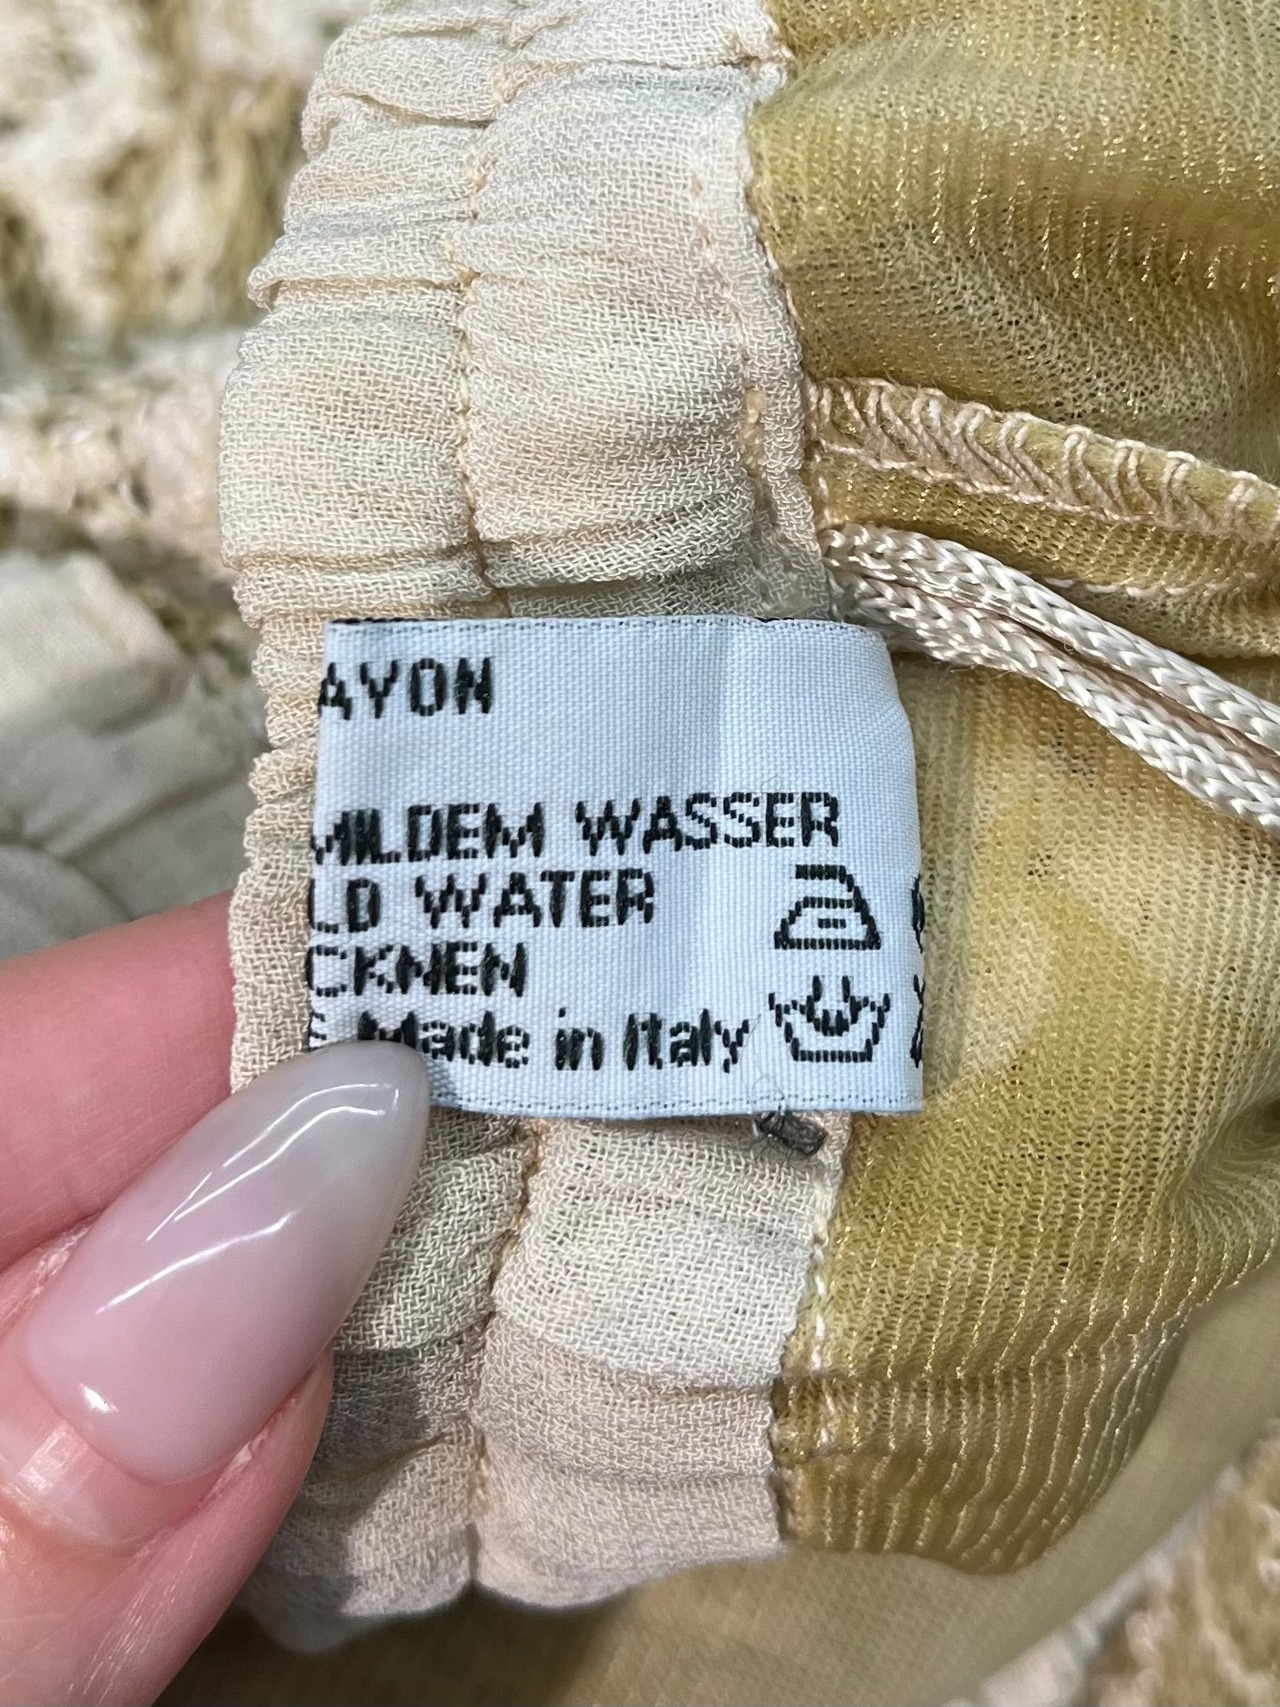 AYON
MILDEM WASSER
LD WATER
CKNEN
E Made in Italy